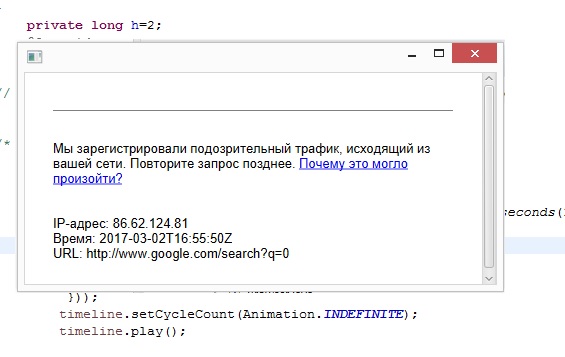 private long h=2;
//
/*
Мы зарегистрировали подозрительный трафик, исходящий из
вашей сети. Повторите запрос позднее. Почему это могло
произойти?
IP-адрес: 86.62.124.81
Время: 2017-03-02T16:55:50Z
URL: http://www.google.com/search?q=0
seconds(
}));
timeline.setCycleCount(Animation.INDEFINITE);
timeline.play();